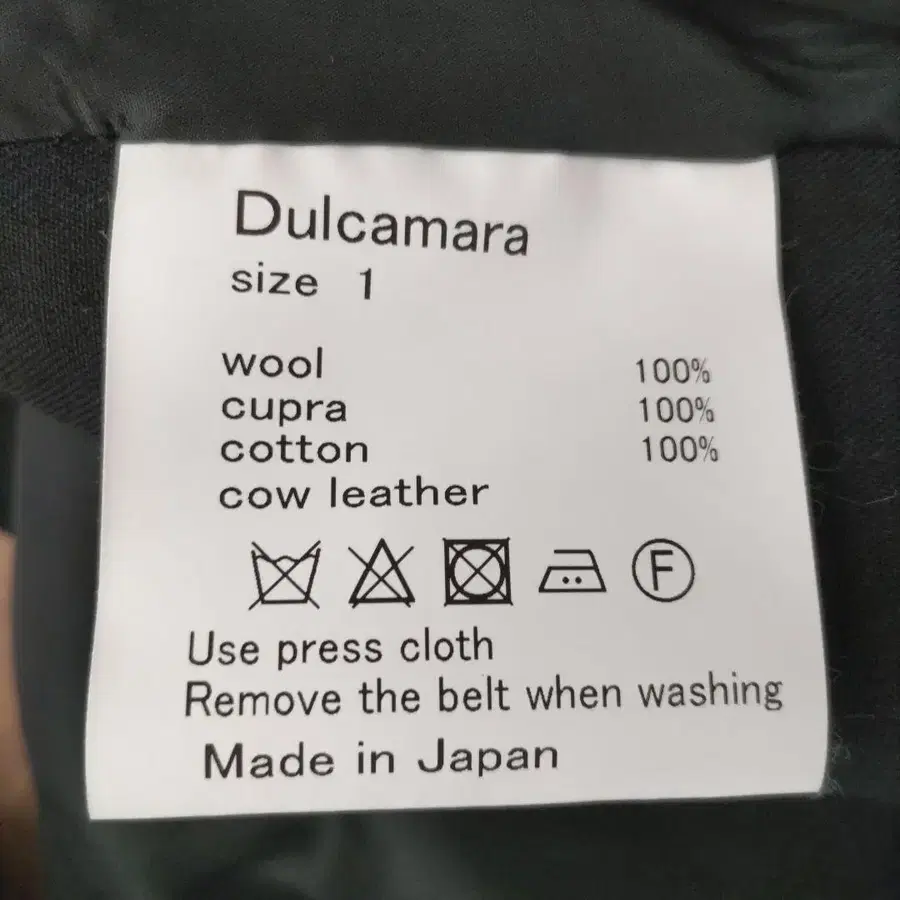 Dulcamara
size 1
wool 100%
cupra 100%
cotton 100%
cow leather
F
Use press cloth
Remove the belt when washing
Made in Japan